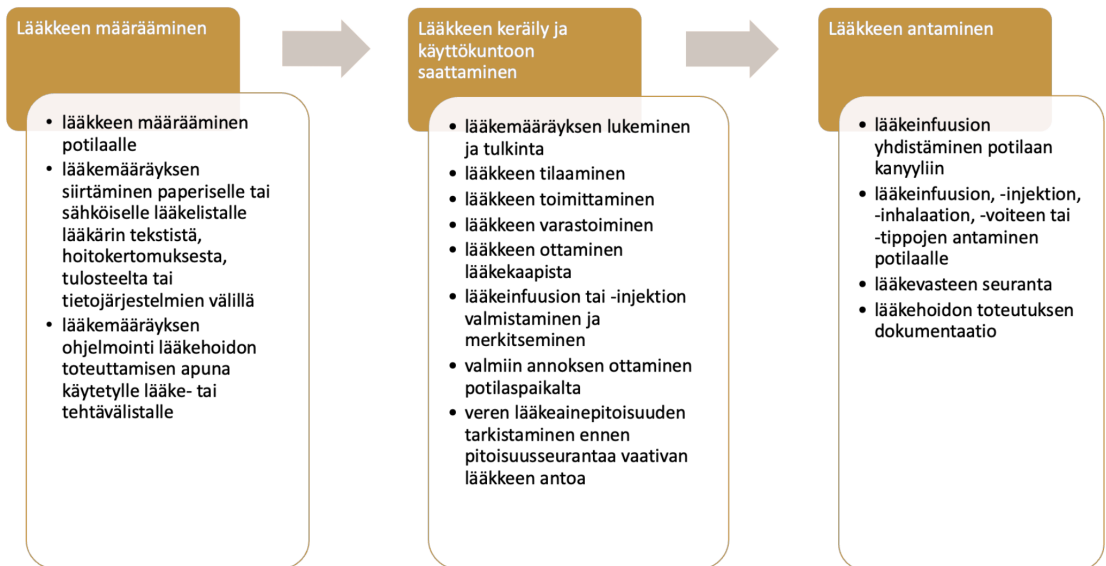 Lääkkeen määrääminen
• lääkkeen määrääminen
potilaalle
• lääkemääräyksen
siirtäminen paperiselle tai
sähköiselle lääkelistalle
lääkärin tekstistä,
hoitokertomuksesta,
tulosteelta tai
tietojärjestelmien välillä
• lääkemääräyksen
ohjelmointi lääkehoidon
toteuttamisen apuna
käytetylle lääke- tai
tehtävälistalle
Lääkkeen keräily ja
käyttökuntoon
saattaminen
• lääkemääräyksen lukeminen
ja tulkinta
• lääkkeen tilaaminen
• lääkkeen toimittaminen
• lääkkeen varastoiminen
• lääkkeen ottaminen
lääkekaapista
• lääkeinfuusion tai -injektion
valmistaminen ja
merkitseminen
• valmiin annoksen ottaminen
potilaspaikalta
• veren lääkeainepitoisuuden
tarkistaminen ennen
pitoisuusseurantaa vaativan
lääkkeen antoa
Lääkkeen antaminen
• lääkeinfuusion
yhdistäminen potilaan
kanyyliin
• lääkeinfuusion, -injektion,
-inhalaation, -voiteen tai
-tippojen antaminen
potilaalle
• lääkevasteen seuranta
• lääkehoidon toteutuksen
dokumentaatio